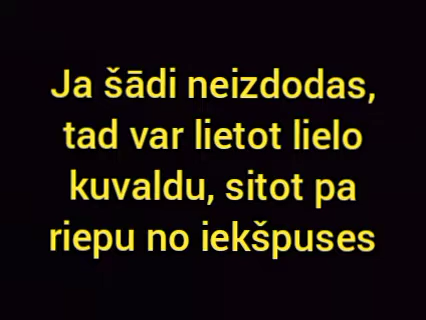 Ja šādi neizdodas,
tad var lietot lielo
kuvaldu, sitot pa
riepu no iekšpuses